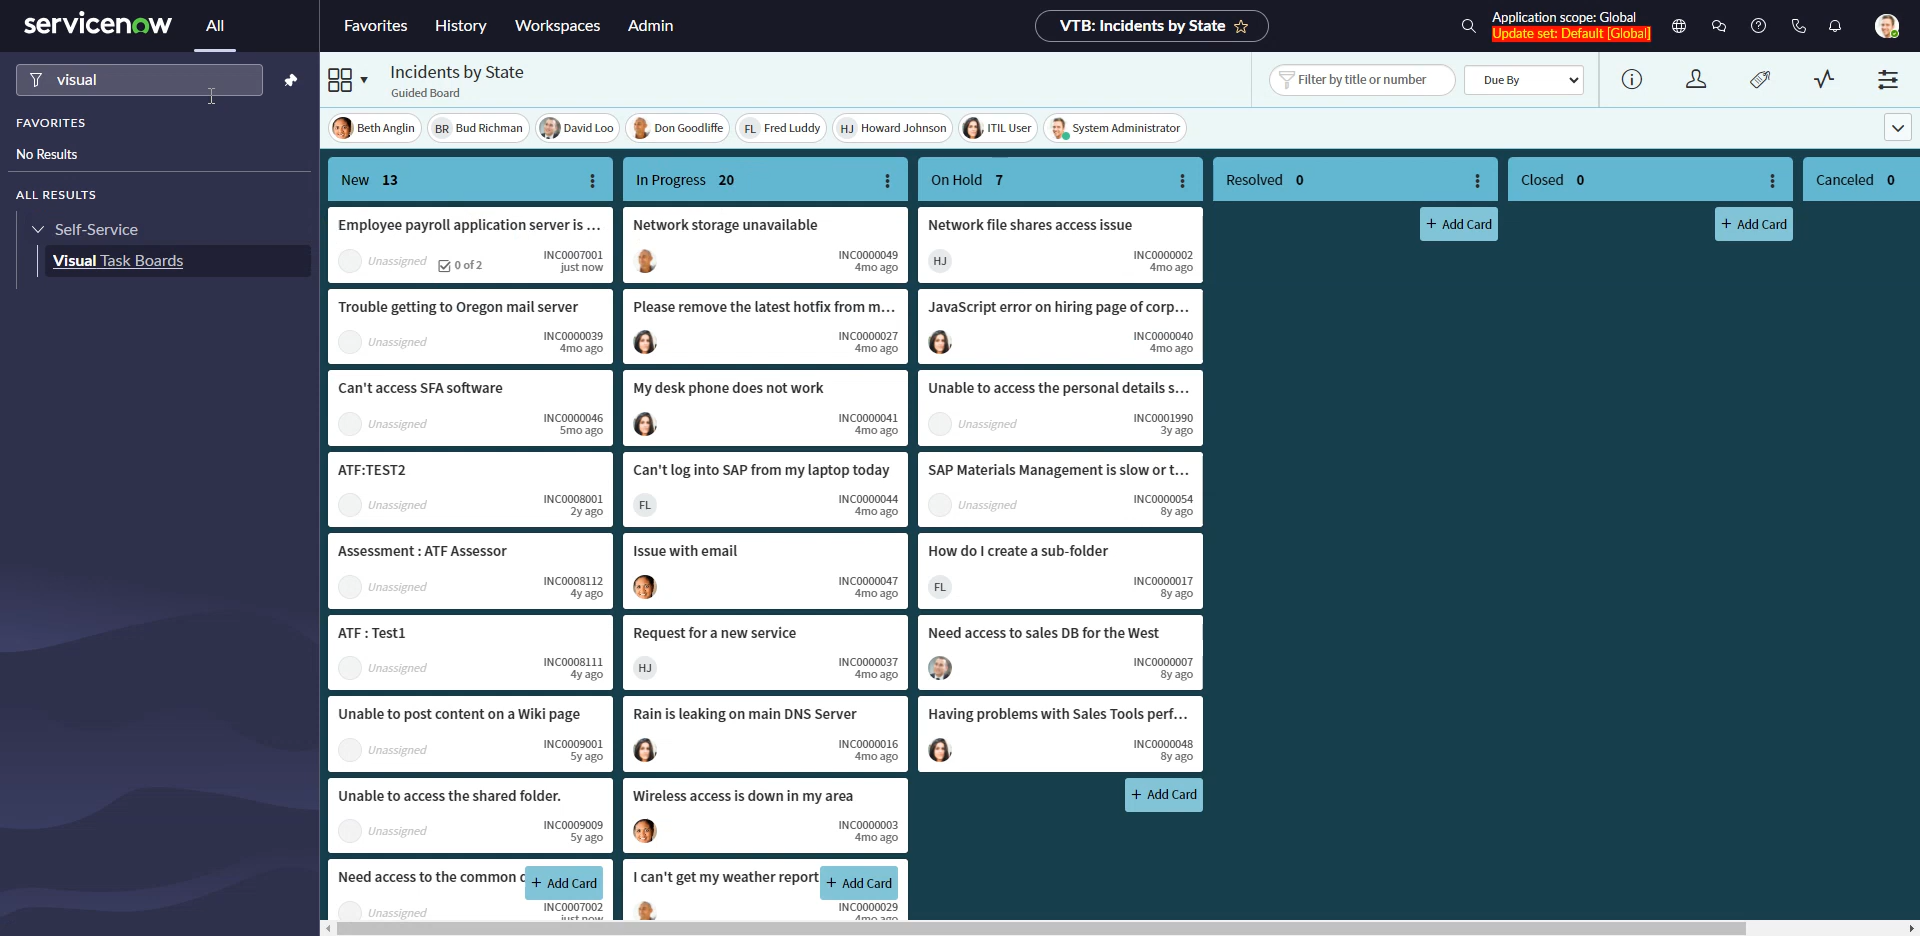 servicenow
All
Favorites
History
Workspaces
Admin
VTB: Incidents by State
Application scope: Global
Update set: Default [Global]
visual
FAVORITES
No Results
ALL RESULTS
Self-Service
Visual Task Boards
Incidents by State
Guided Board
Filter by title or number
Due By
Beth Anglin
BR Bud Richman
David Loo
Don Goodliffe
FL Fred Luddy
HJ Howard Johnson
ITIL User
System Administrator
New 13
Employee payroll application server is ...
Unassigned
0 of 2
INC0007001
just now
Trouble getting to Oregon mail server
Unassigned
INC0000039
4mo ago
Can't access SFA software
Unassigned
INC0000046
5mo ago
ATF:TEST2
Unassigned
INC0008001
2y ago
Assessment : ATF Assessor
Unassigned
INC0008112
4y ago
ATF : Test1
Unassigned
INC0008111
4y ago
Unable to post content on a Wiki page
Unassigned
INC0009001
5y ago
Unable to access the shared folder.
Unassigned
INC0009009
5y ago
Need access to the common
+ Add Card
Unassigned
INC0007002
just now
In Progress 20
Network storage unavailable
INC0000049
4mo ago
Please remove the latest hotfix from m...
INC0000027
4mo ago
My desk phone does not work
INC0000041
4mo ago
Can't log into SAP from my laptop today
FL
INC0000044
4mo ago
Issue with email
INC0000047
4mo ago
Request for a new service
HJ
INC0000037
4mo ago
Rain is leaking on main DNS Server
INC0000016
4mo ago
Wireless access is down in my area
INC0000003
4mo ago
I can't get my weather report
+ Add Card
INC0000029
4mo ago
On Hold 7
Network file shares access issue
HJ
INC0000002
4mo ago
JavaScript error on hiring page of corp...
INC0000040
4mo ago
Unable to access the personal details s...
Unassigned
INC0001990
3y ago
SAP Materials Management is slow or t...
Unassigned
INC0000054
8y ago
How do I create a sub-folder
FL
INC0000017
8y ago
Need access to sales DB for the West
INC0000007
8y ago
Having problems with Sales Tools perf...
INC0000048
8y ago
+ Add Card
Resolved 0
+ Add Card
Closed 0
+ Add Card
Canceled 0